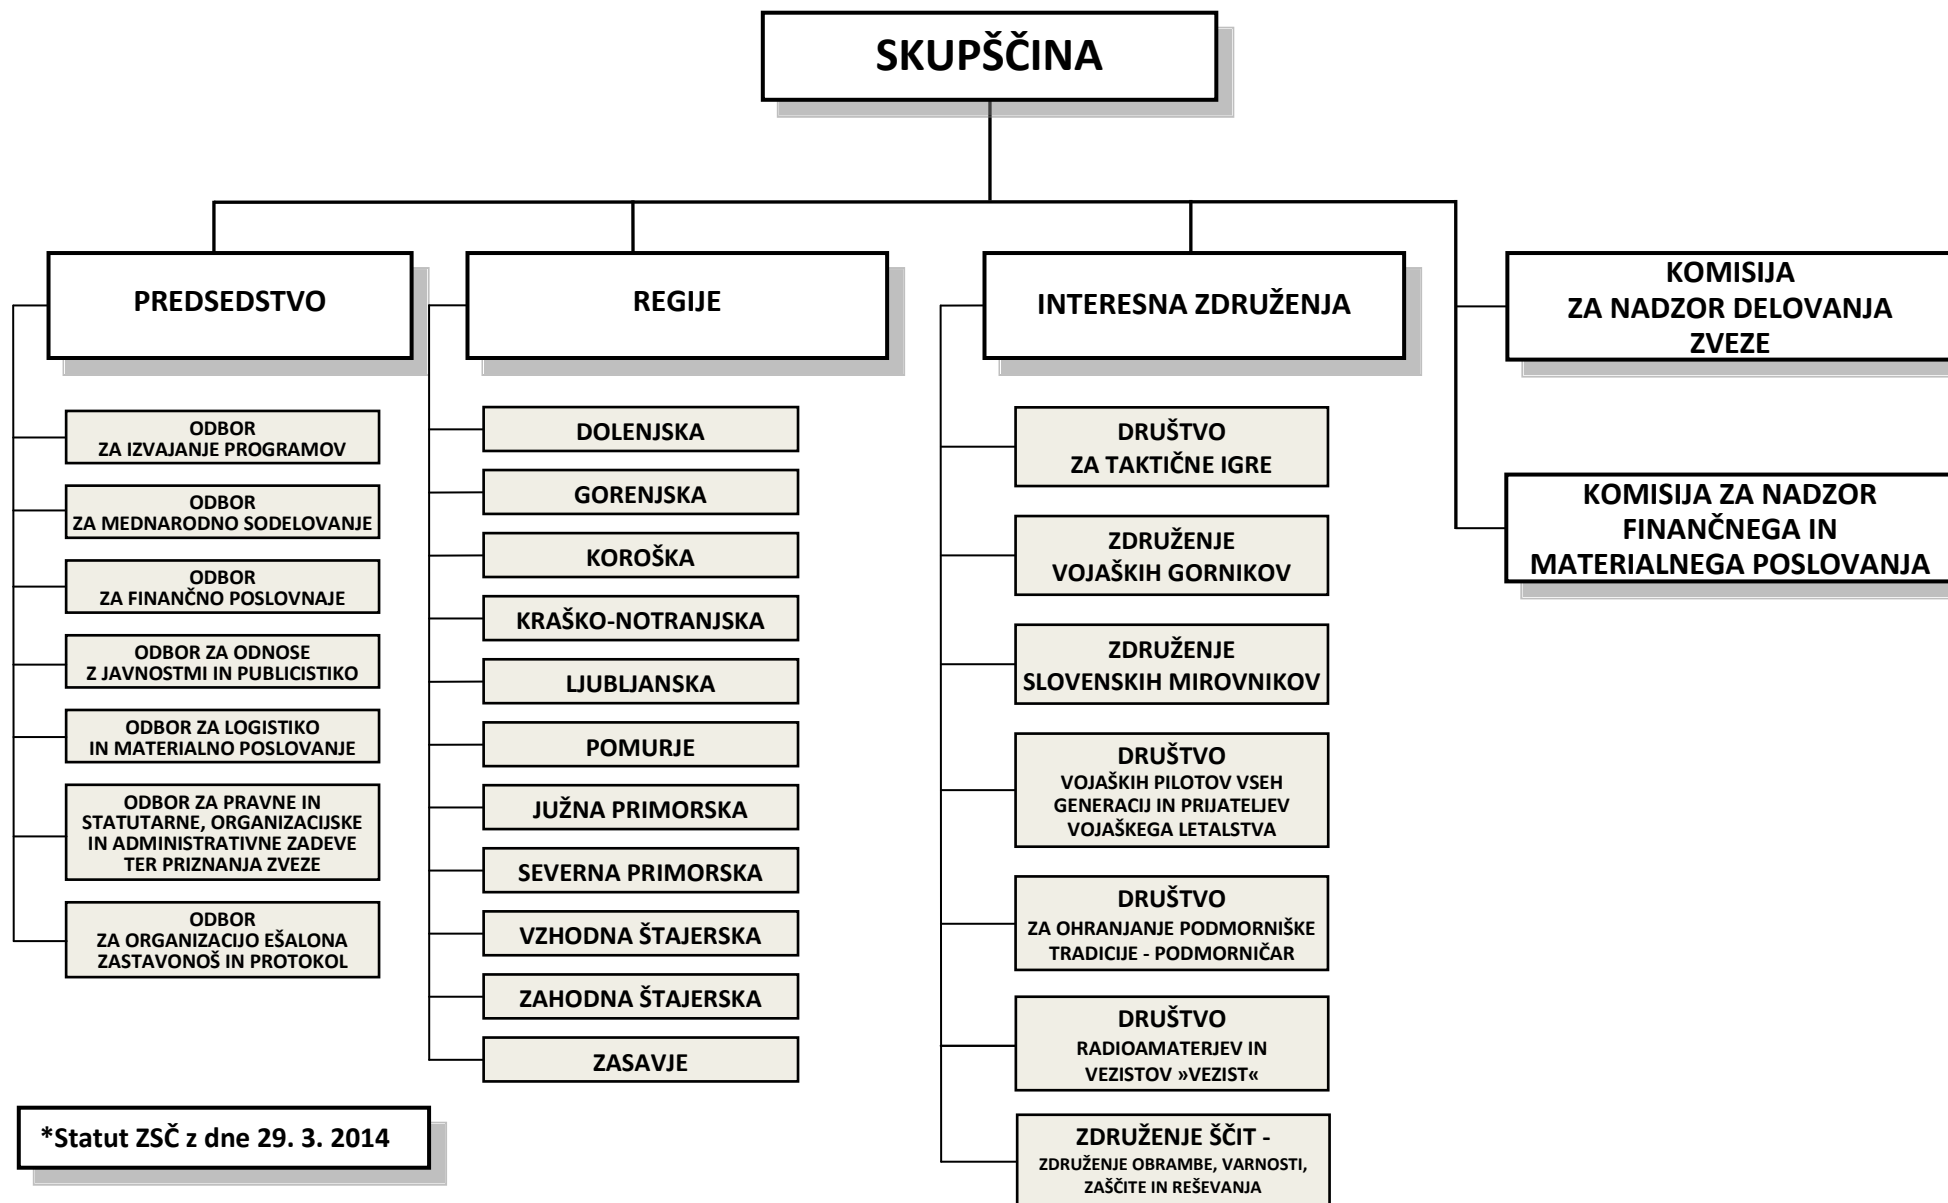 SKUPŠČINA
PREDSEDSTVO
ODBOR
ZA IZVAJANJE PROGRAMOV
ODBOR
ZA MEDNARODNO SODELOVANJE
ODBOR
ZA FINANČNO POSLOVNAJE
ODBOR ZA ODNOSE
Z JAVNOSTMI IN PUBLICISTIKO
ODBOR ZA LOGISTIKO
IN MATERIALNO POSLOVANJE
ODBOR ZA PRAVNE IN
STATUTARNE, ORGANIZACIJSKE
IN ADMINISTRATIVNE ZADEVE
TER PRIZNANJA ZVEZE
ODBOR
ZA ORGANIZACIJO EŠALONA
ZASTAVONOŠ IN PROTOKOL
REGIJE
DOLENJSKA
GORENJSKA
KOROŠKA
KRAŠKO-NOTRANJSKA
LJUBLJANSKA
POMURJE
JUŽNA PRIMORSKA
SEVERNA PRIMORSKA
VZHODNA ŠTAJERSKA
ZAHODNA ŠTAJERSKA
ZASAVJE
INTERESNA ZDRUŽENJA
DRUŠTVO
ZA TAKTIČNE IGRE
ZDRUŽENJE
VOJAŠKIH GORNIKOV
ZDRUŽENJE
SLOVENSKIH MIROVNIKOV
DRUŠTVO
VOJAŠKIH PILOTOV VSEH
GENERACIJ IN PRIJATELJEV
VOJAŠKEGA LETALSTVA
DRUŠTVO
ZA OHRANJANJE PODMORNIŠKE
TRADICIJE - PODMORNIČAR
DRUŠTVO
RADIOAMATERJEV IN
VEZISTOV »VEZIST«
ZDRUŽENJE ŠČIT -
ZDRUŽENJE OBRAMBE, VARNOSTI,
ZAŠČITE IN REŠEVANJA
KOMISIJA
ZA NADZOR DELOVANJA
ZVEZE
KOMISIJA ZA NADZOR
FINANČNEGA IN
MATERIALNEGA POSLOVANJA
*Statut ZSČ z dne 29. 3. 2014